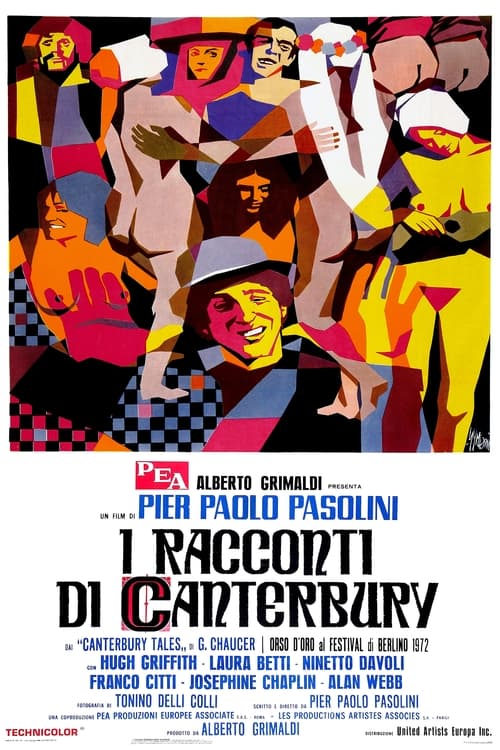 PEA ALBERTO GRIMALDI PRESENTA
UN FILM DI PIER PAOLO PASOLINI
I RACCONTI
DI CANTERBURY
DAI "CANTERBURY TALES" DI G. CHAUCER | ORSO D'ORO al FESTIVAL di BERLINO 1972
CON HUGH GRIFFITH - LAURA BETTI - NINETTO DAVOLI
FRANCO CITTI - JOSEPHINE CHAPLIN - ALAN WEBB
FOTOGRAFIA DI TONINO DELLI COLLI SCRITTO E DIRETTO DA PIER PAOLO PASOLINI
UNA COPRODUZIONE PEA PRODUZIONI EUROPEE ASSOCIATE S.A.S. - ROMA - LES PRODUCTIONS ARTISTES ASSOCIES S.A. - PARIGI
TECHNICOLOR PRODOTTO DA ALBERTO GRIMALDI DISTRIBUZIONE United Artists Europa Inc.